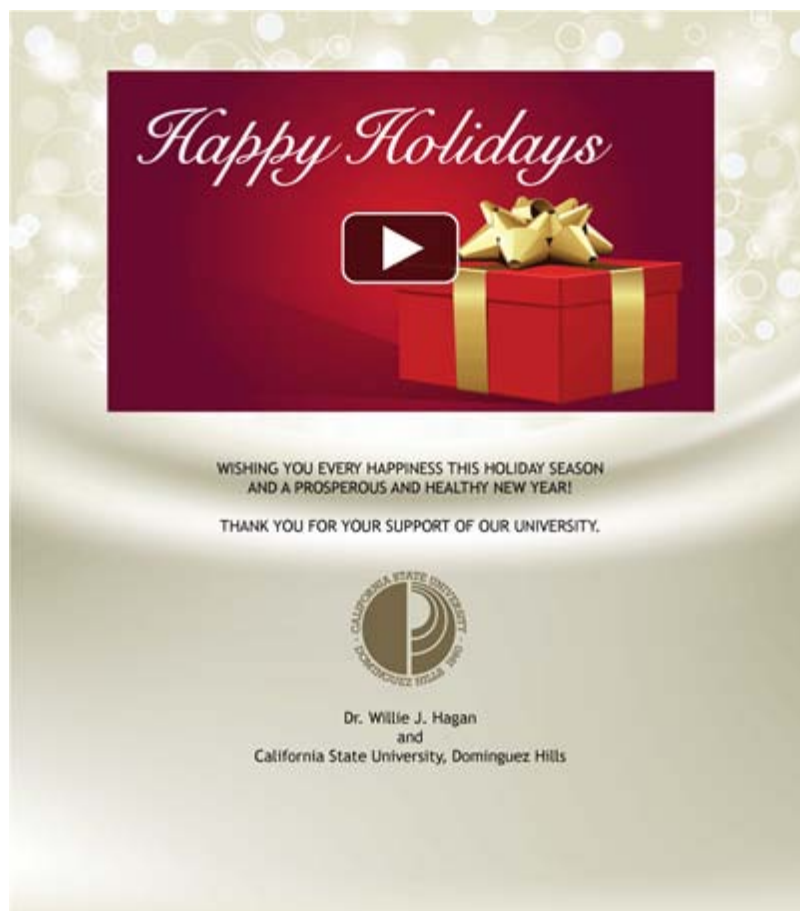 Happy Holidays
WISHING YOU EVERY HAPPINESS THIS HOLIDAY SEASON
AND A PROSPEROUS AND HEALTHY NEW YEAR!
THANK YOU FOR YOUR SUPPORT OF OUR UNIVERSITY.
· CALIFORNIA STATE UNIVERSITY ·
DOMINGUEZ HILLS 1960
Dr. Willie J. Hagan
and
California State University, Dominguez Hills